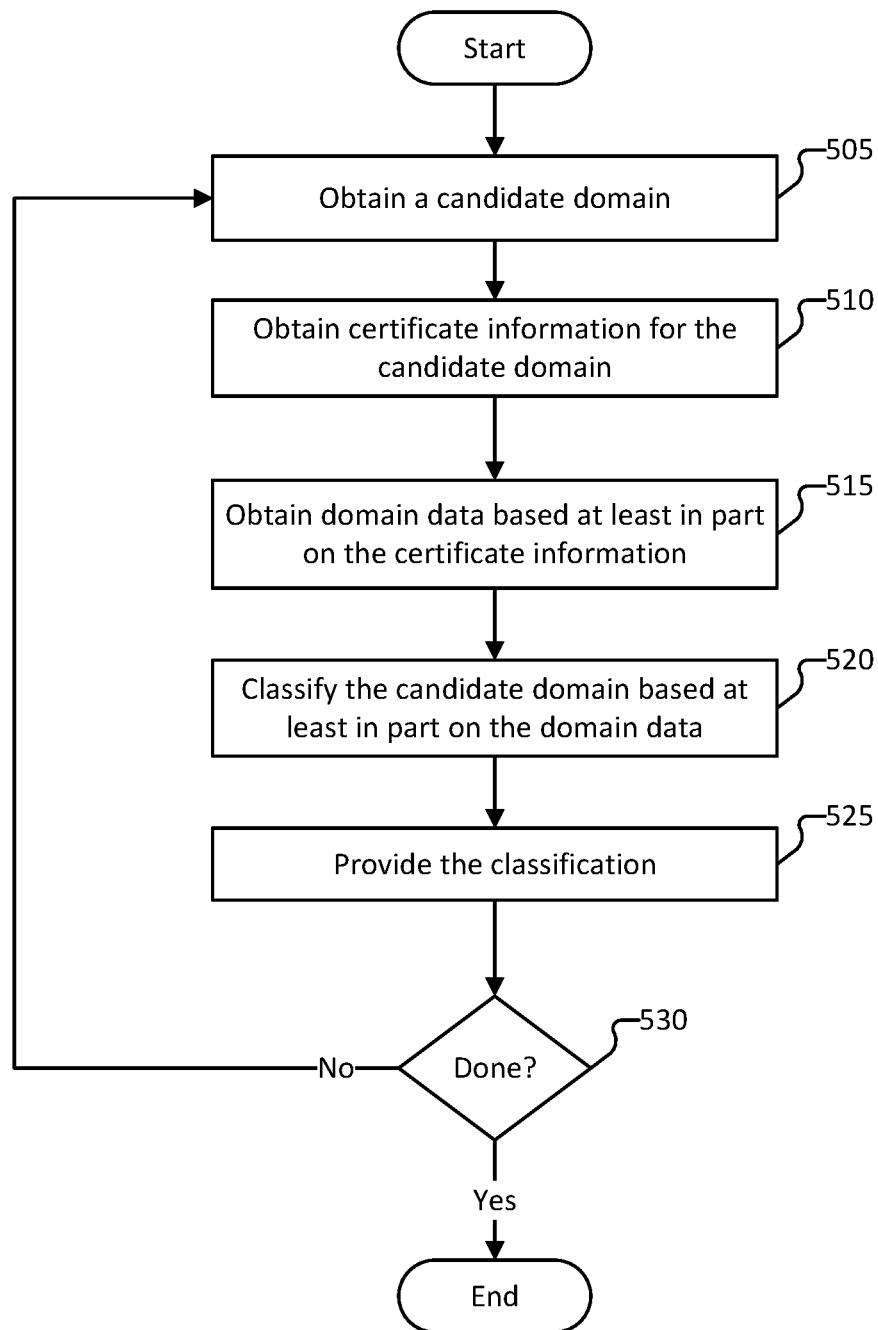 Start
505
Obtain a candidate domain
510
Obtain certificate information for the
candidate domain
515
Obtain domain data based at least in part
on the certificate information
520
Classify the candidate domain based at
least in part on the domain data
525
Provide the classification
530
Done?
No
Yes
End